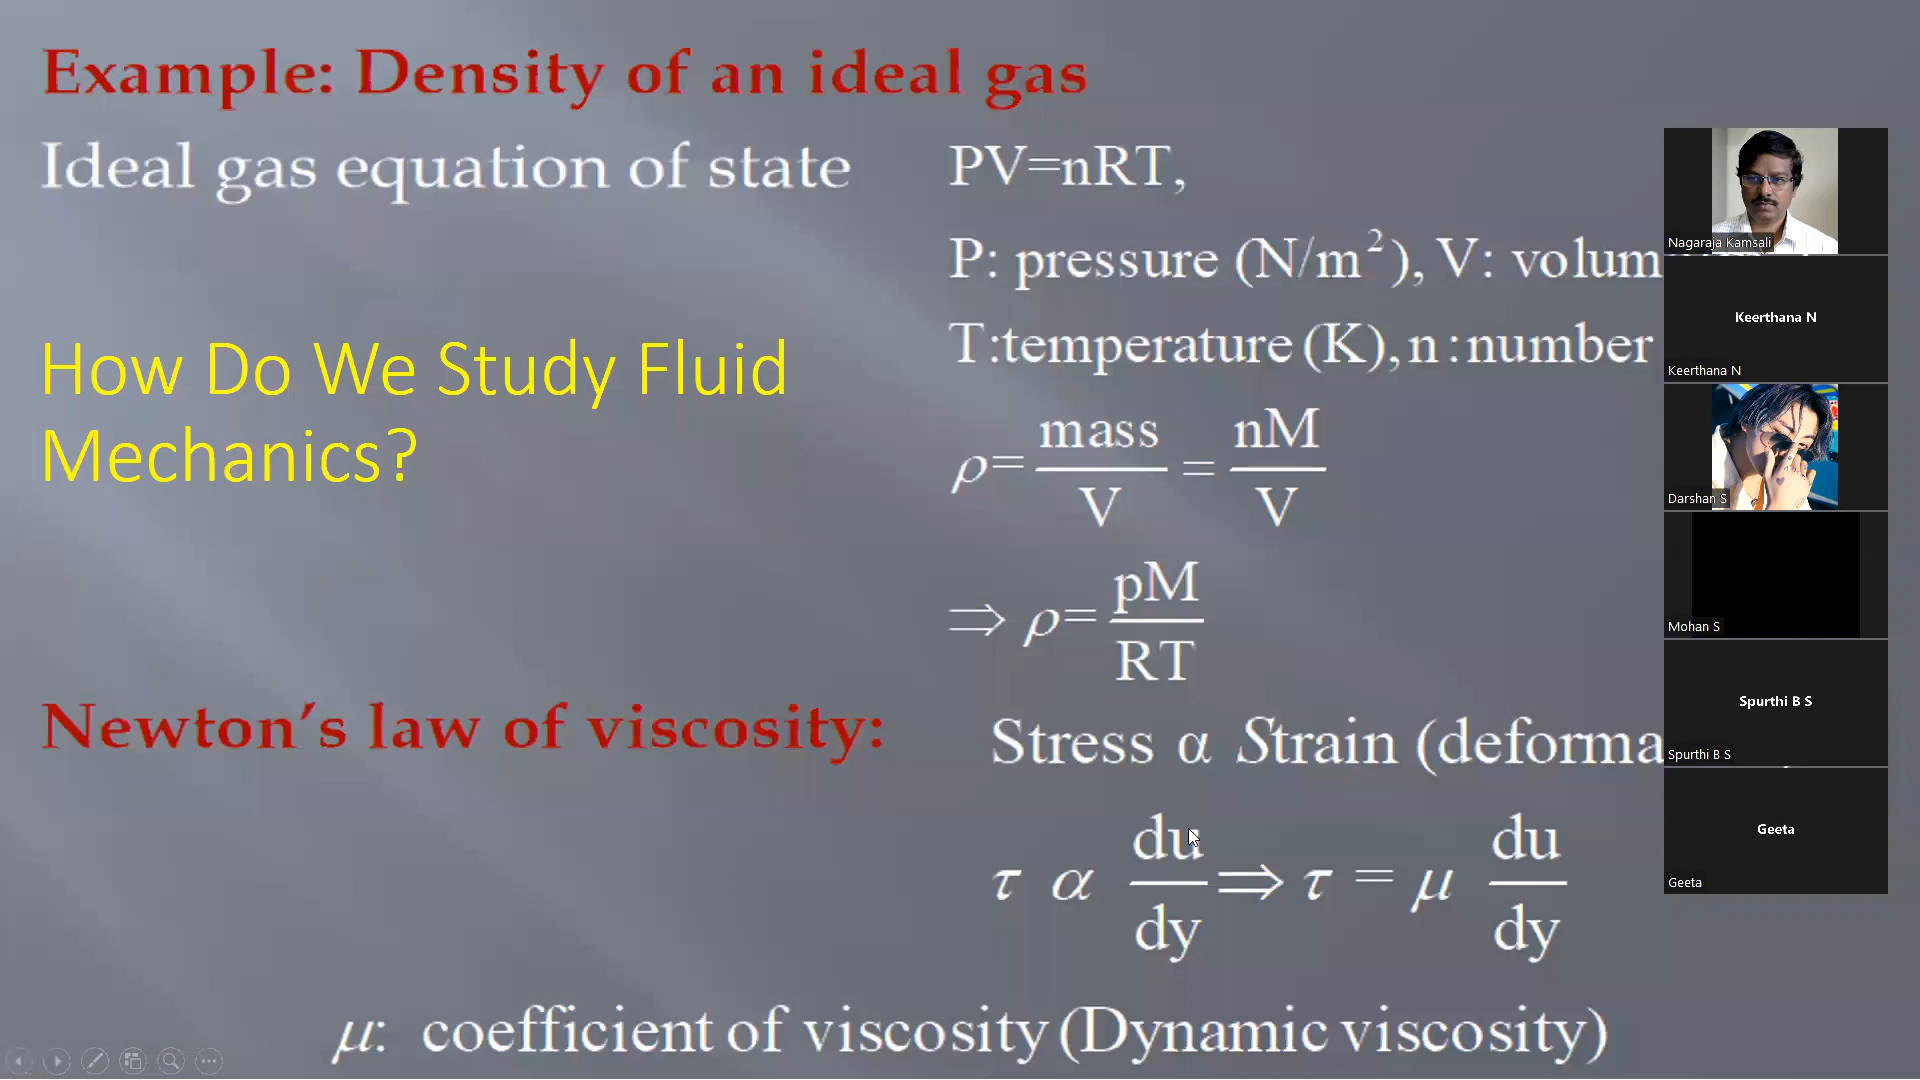 Example: Density of an ideal gas
Ideal gas equation of state
PV=nRT,
P: pressure (N/m²), V: volum
T:temperature (K), n:number
How Do We Study Fluid
Mechanics?
ρ= mass/V = nM/V
⇒ ρ= pM/RT
Newton's law of viscosity:
Stress α Strain (deforma
τ α du/dy ⇒ τ = μ du/dy
μ: coefficient of viscosity (Dynamic viscosity)
Nagaraja Kamsali
Keerthana N
Keerthana N
Darshan S
Mohan S
Spurthi B S
Spurthi B S
Geeta
Geeta